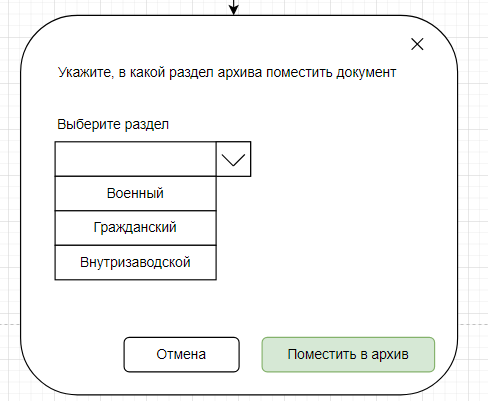 Укажите, в какой раздел архива поместить документ
Выберите раздел
Военный
Гражданский
Внутризаводской
Отмена
Поместить в архив